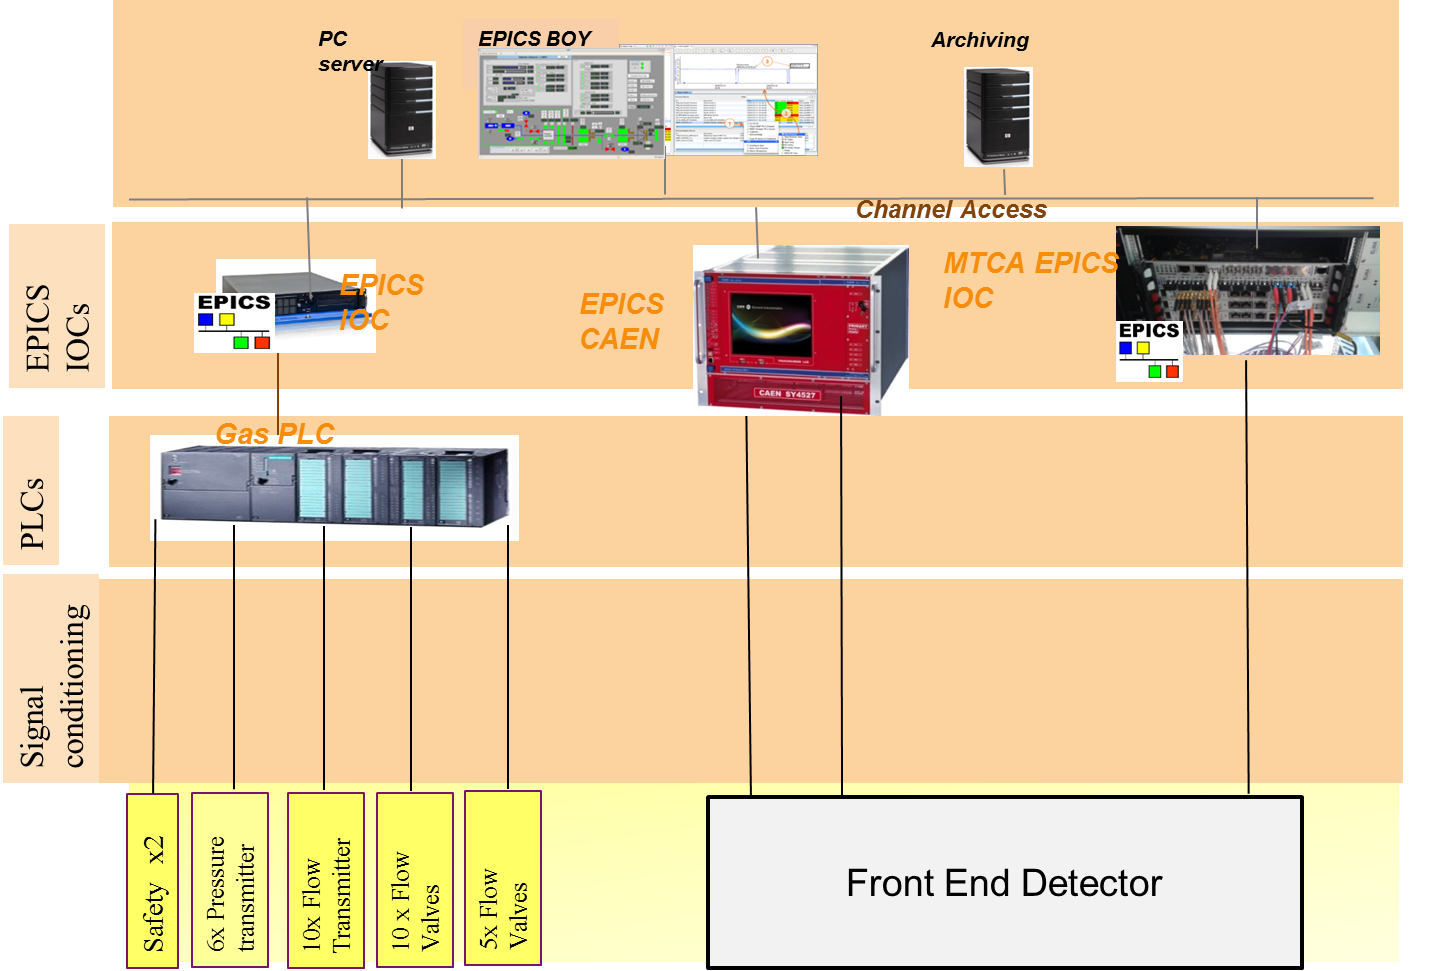 PC
server
EPICS BOY
Archiving
Channel Access
EPICS
IOCs
EPICS
EPICS
IOC
EPICS
CAEN
CAEN SY4527
MTCA EPICS
IOC
EPICS
PLCs
Gas PLC
Signal
conditioning
Safety x2
6x Pressure
transmitter
10x Flow
Transmitter
10 x Flow
Valves
5x Flow
Valves
Front End Detector